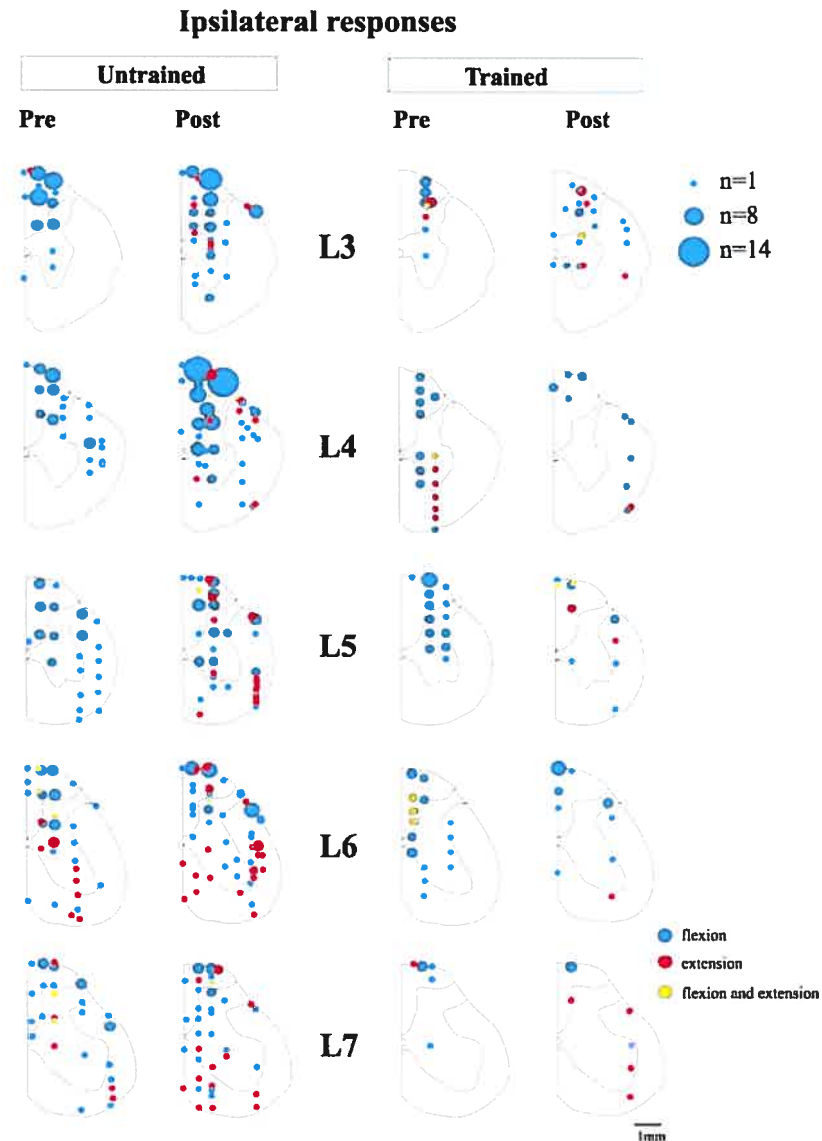 Ipsilateral responses
Untrained
Trained
Pre
Post
Pre
Post
n=1
n=8
n=14
L3
L4
L5
L6
flexion
extension
flexion and extension
L7
1mm